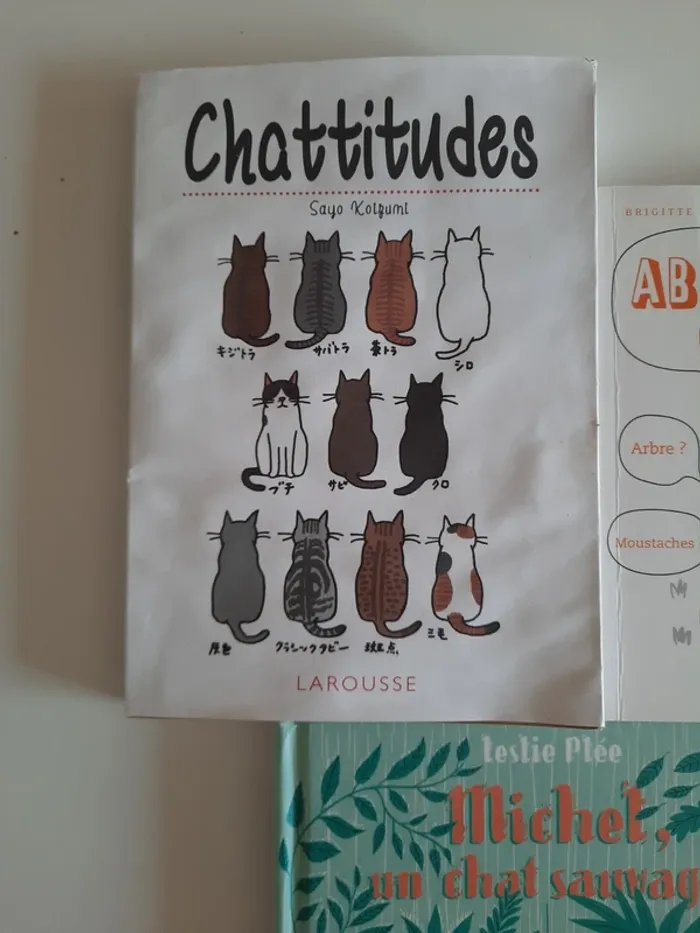 Chattitudes
Sayo Koizumi
キジトラ
サバトラ
茶トラ
シロ
ブチ
サビ
クロ
灰色
クラシックタビー
斑点
三毛
LAROUSSE
BRIGITTE
AB
Arbre ?
Moustaches
Leslie Plée
Michel,
un chat sauvag